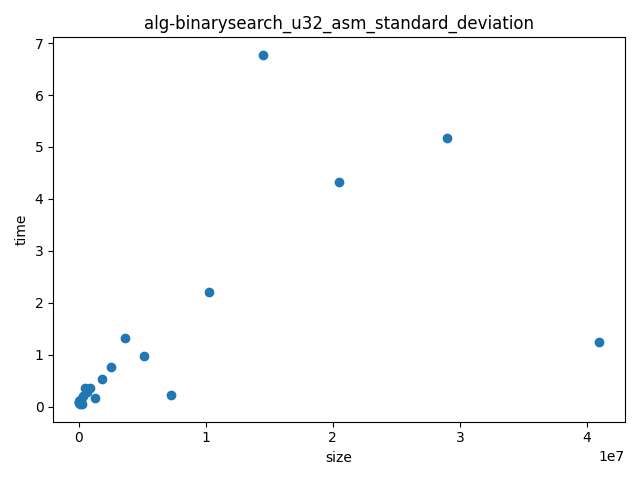 alg-binarysearch_u32_asm_standard_deviation
7
6
5
4
3
2
1
0
time
0 1 2 3 4
1e7
size